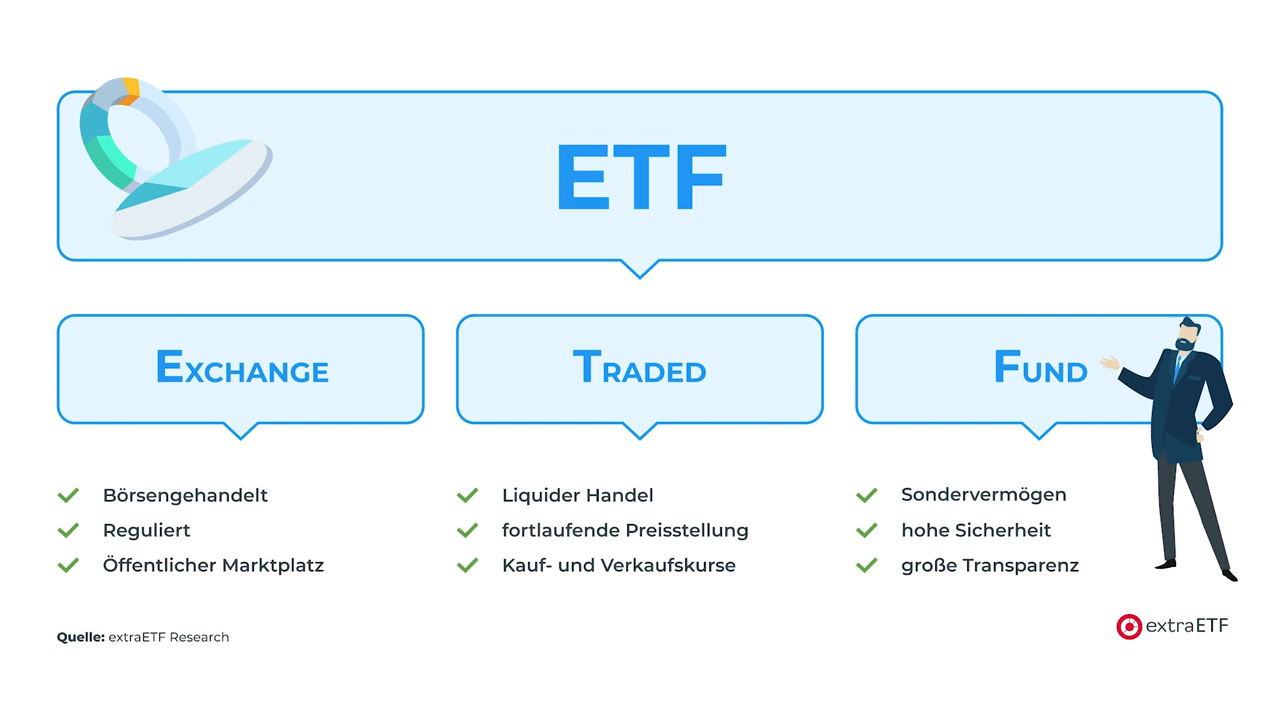 ETF
EXCHANGE
TRADED
FUND
Börsengehandelt
Reguliert
Öffentlicher Marktplatz
Liquider Handel
fortlaufende Preisstellung
Kauf- und Verkaufskurse
Sondervermögen
hohe Sicherheit
große Transparenz
Quelle: extraETF Research
extraETF